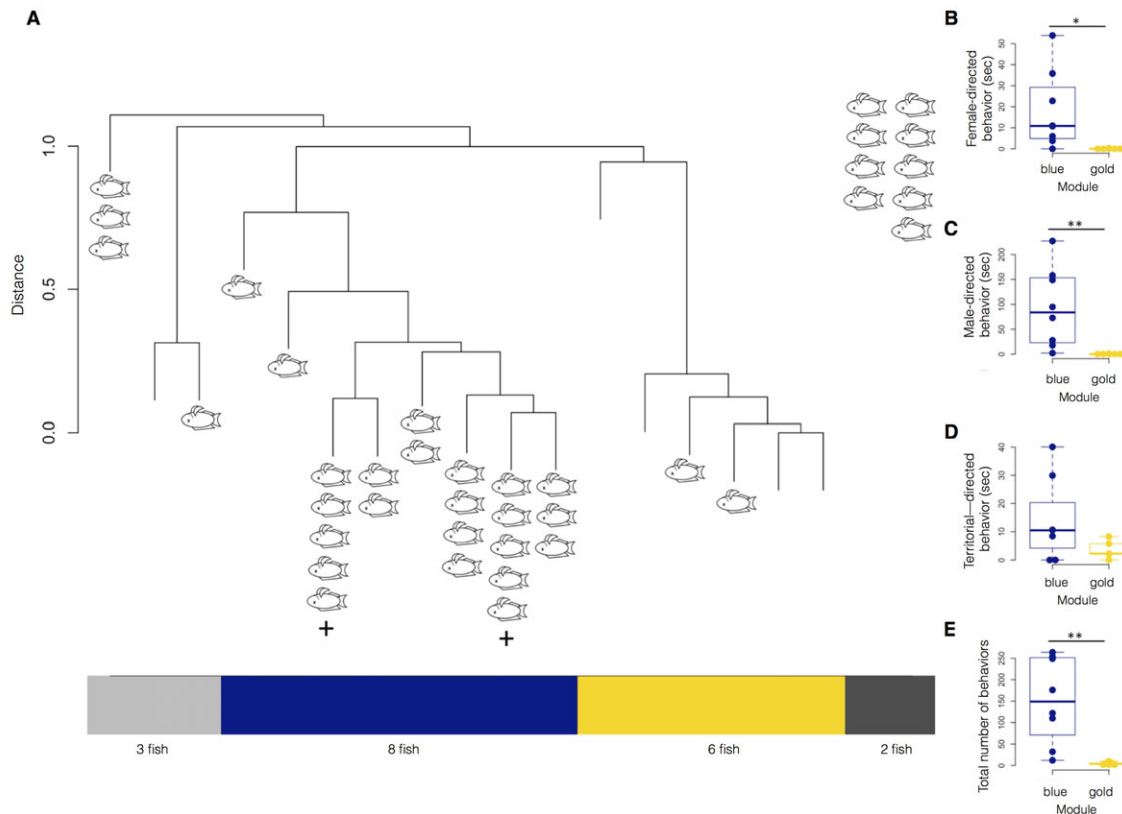 A
1.0
0.5
0.0
Distance
+
+
3 fish
8 fish
6 fish
2 fish
B
*
Female-directed
behavior (sec)
50
40
30
20
10
0
blue gold
Module
C
**
Male-directed
behavior (sec)
200
150
100
50
0
blue gold
Module
D
Territorial—directed
behavior (sec)
40
30
20
10
0
blue gold
Module
E
**
Total number of behaviors
250
200
150
100
50
0
blue gold
Module